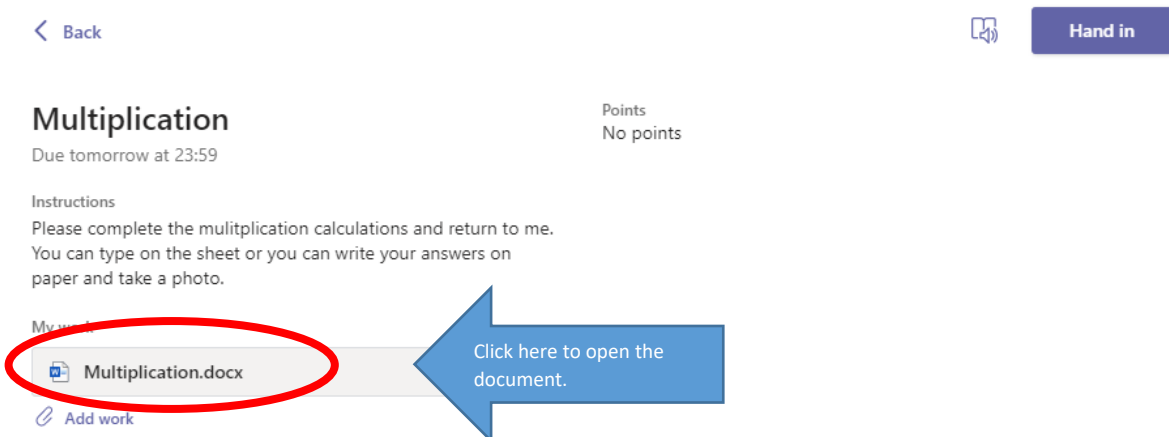 Back
Hand in
Multiplication
Due tomorrow at 23:59
Points
No points
Instructions
Please complete the mulitplication calculations and return to me.
You can type on the sheet or you can write your answers on
paper and take a photo.
My work
Multiplication.docx
Click here to open the
document.
Add work